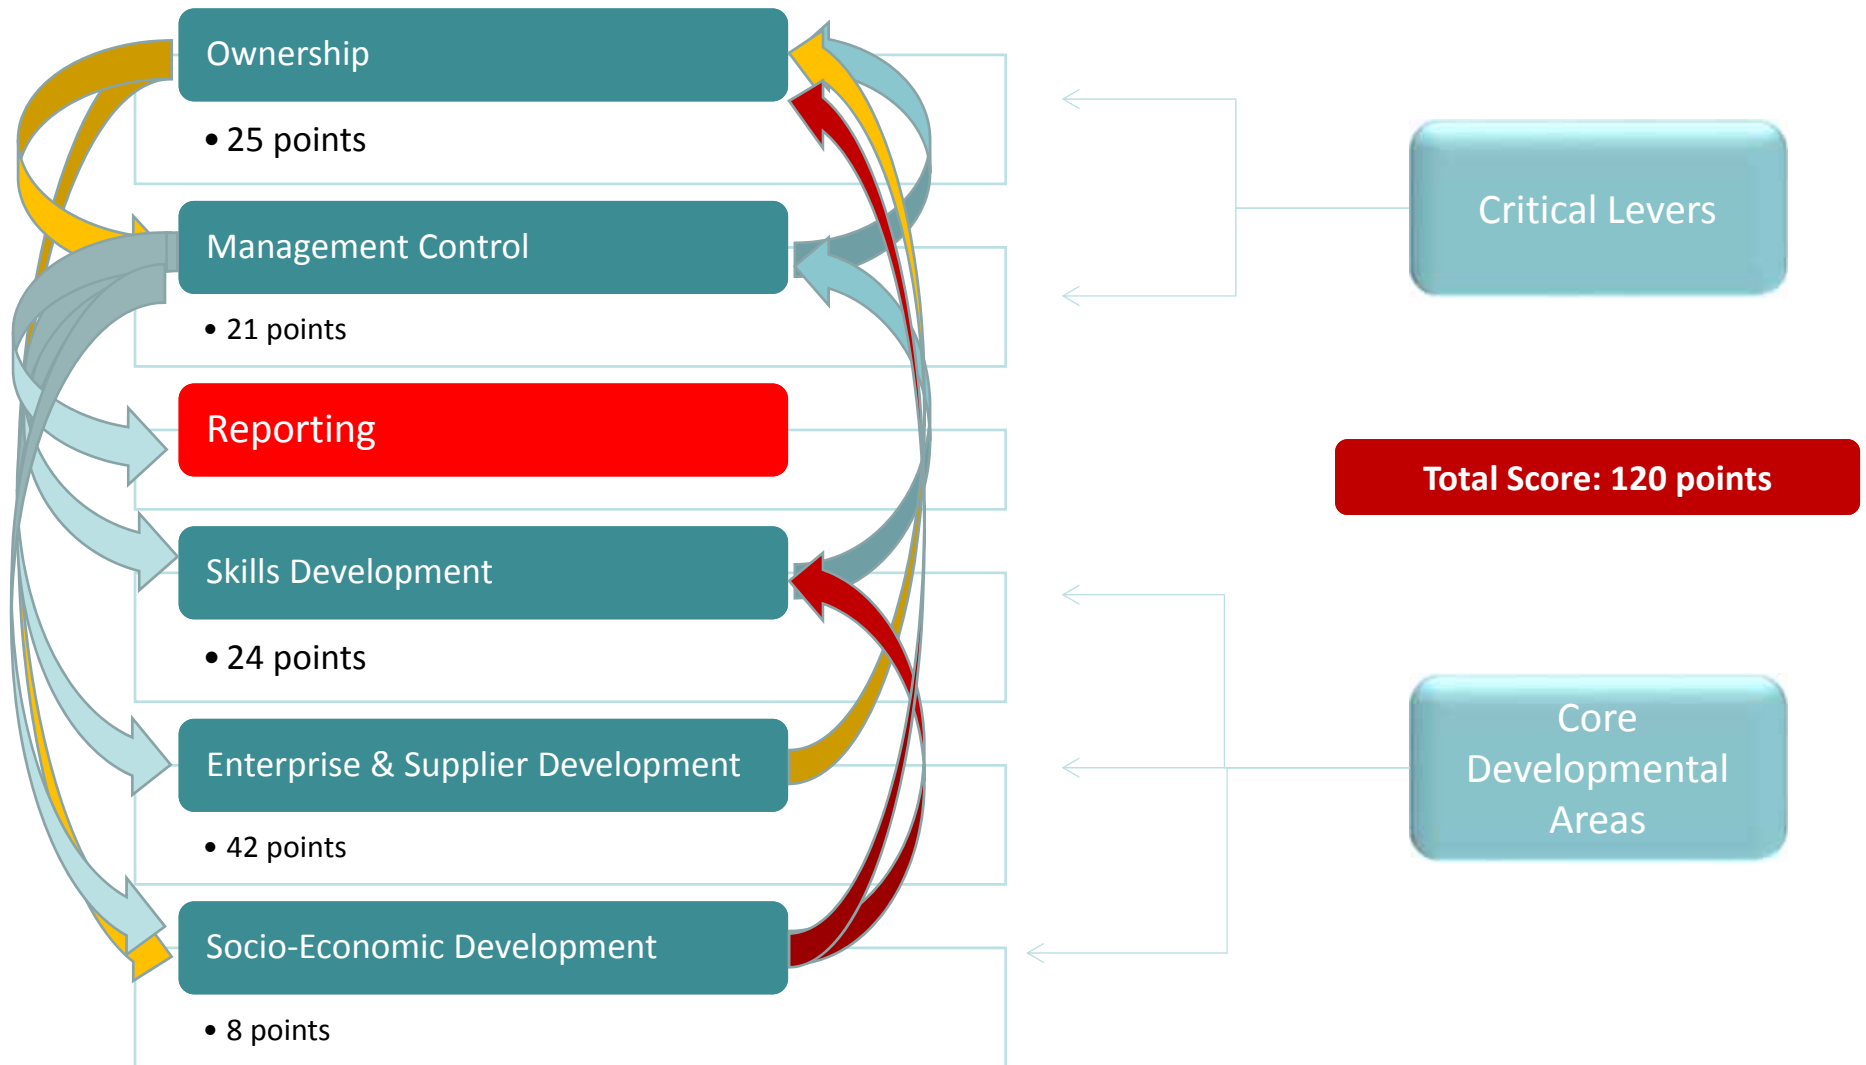 Ownership
• 25 points
Management Control
• 21 points
Reporting
Skills Development
• 24 points
Enterprise & Supplier Development
• 42 points
Socio-Economic Development
• 8 points
Critical Levers
Total Score: 120 points
Core
Developmental
Areas